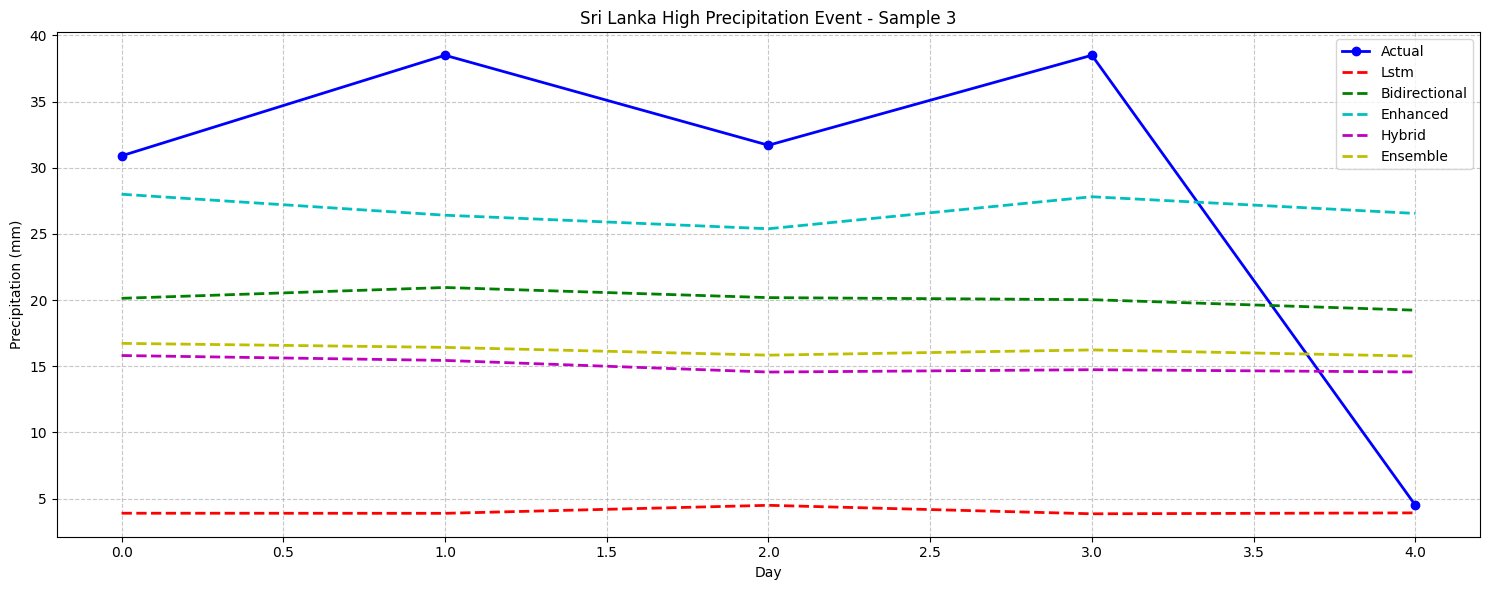 Sri Lanka High Precipitation Event - Sample 3
Precipitation (mm)
40
35
30
25
20
15
10
5
0.0
0.5
1.0
1.5
2.0
2.5
3.0
3.5
4.0
Day
Actual
Lstm
Bidirectional
Enhanced
Hybrid
Ensemble